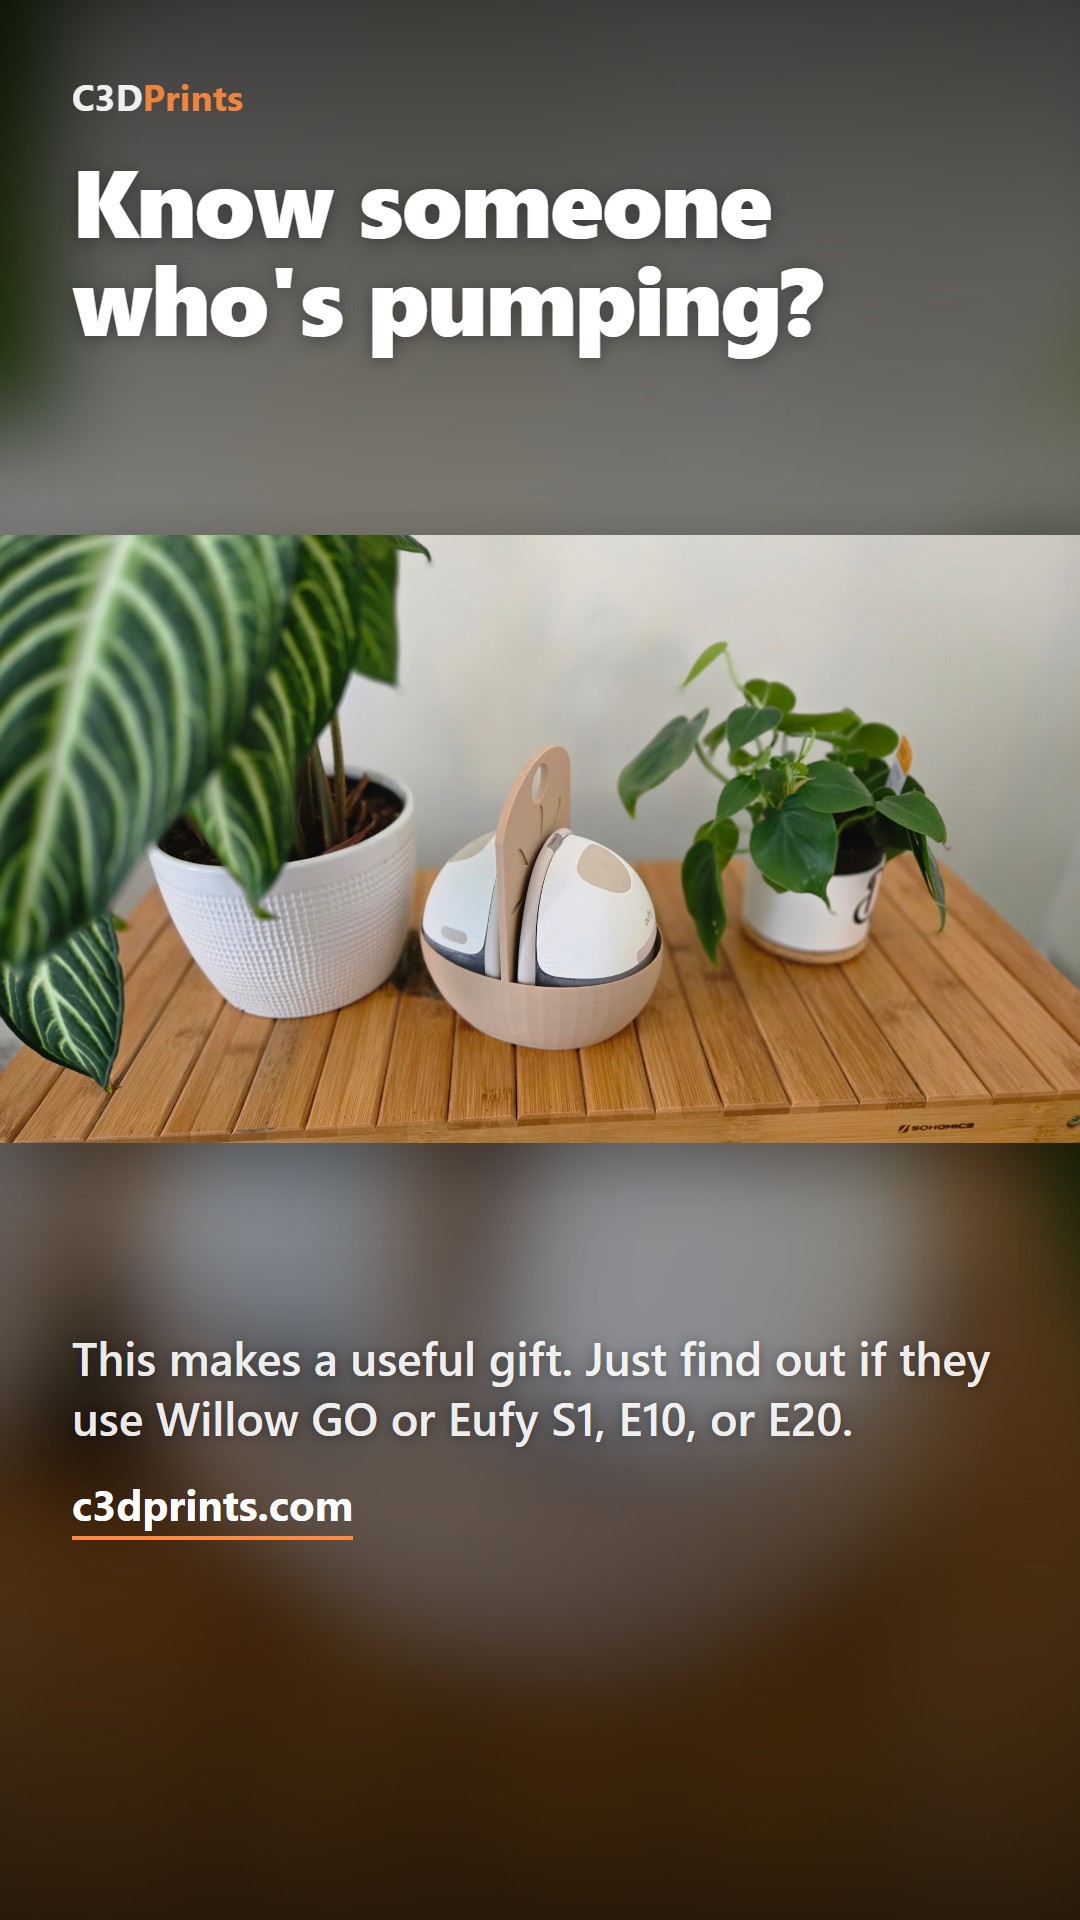 C3DPrints
Know someone
who's pumping?
SONGMICS
This makes a useful gift. Just find out if they
use Willow GO or Eufy S1, E10, or E20.
c3dprints.com